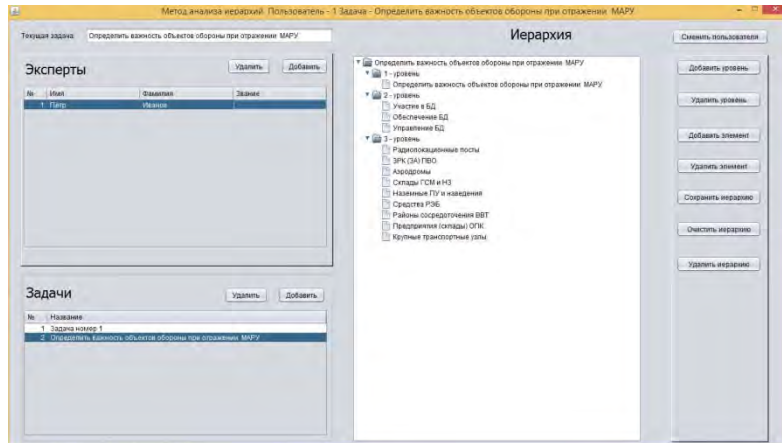 Метод анализа иерархий. Пользователь - 1 Задача - Определить важность объектов обороны при отражении МАРУ
Текущая задача: Определить важность объектов обороны при отражении МАРУ
Иерархия
Сменить пользователя
Эксперты
Удалить
Добавить
№ Имя Фамилия Звание
1 Петр Иванов
Задачи
Удалить
Добавить
№ Название
1 Задача номер 1
2 Определить важность объектов обороны при отражении МАРУ
Определить важность объектов обороны при отражении МАРУ
1 - уровень
Определить важность объектов обороны при отражении МАРУ
2 - уровень
Участие в БД
Обеспечение БД
Управление БД
3 - уровень
Радиолокационные посты
ЗРК (ЗА) ПВО
Аэродромы
Склады ГСМ и НЗ
Наземные ПУ и наведения
Средства РЭБ
Районы сосредоточения ВВТ
Предприятия (склады) ОПК
Крупные транспортные узлы
Добавить уровень
Удалить уровень
Добавить элемент
Удалить элемент
Сохранить иерархию
Очистить иерархию
Удалить иерархию